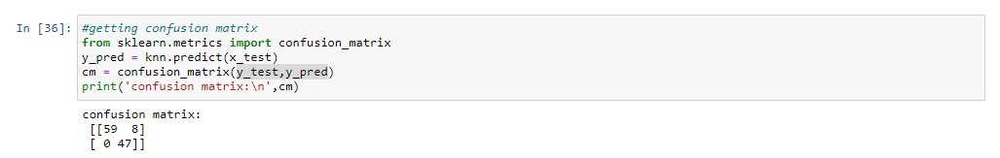 In [36]: #getting confusion matrix
from sklearn.metrics import confusion_matrix
y_pred = knn.predict(x_test)
cm = confusion_matrix(y_test,y_pred)
print('confusion matrix:\n',cm)
confusion matrix:
[[59  8]
[ 0 47]]